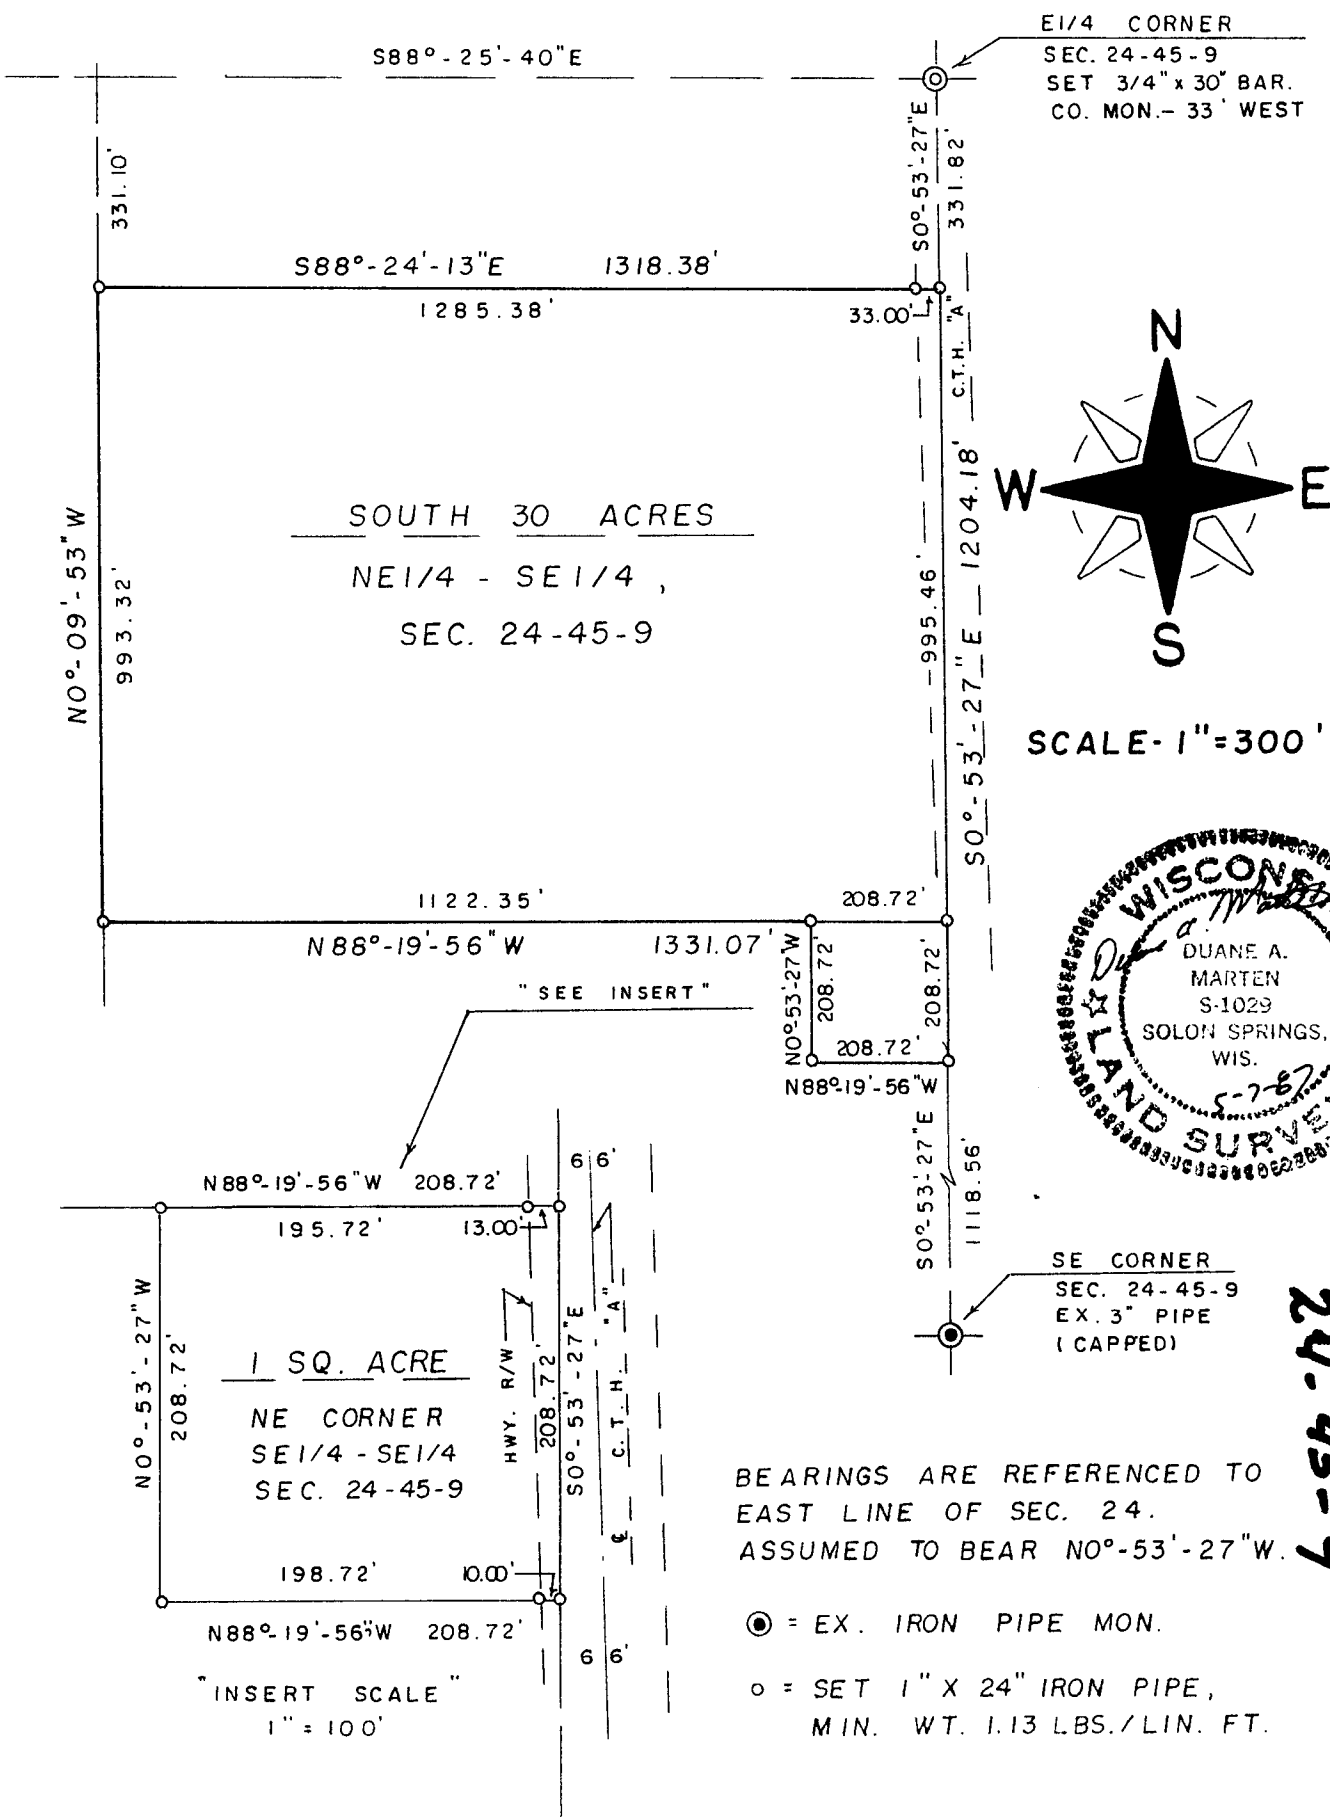 E1/4 CORNER
SEC. 24-45-9
SET 3/4" x 30" BAR.
CO. MON.- 33' WEST
S88°-25'-40"E
331.10'
S0°-53'-27"E
331.82'
S88°-24'-13"E 1318.38'
1285.38'
33.00'
C.T.H. "A"
N
W
E
S
SOUTH 30 ACRES
NE1/4 - SE1/4 ,
SEC. 24-45-9
N0°-09'-53"W
993.32'
995.46'
S0°-53'-27"E 1204.18'
SCALE- 1"=300'
1122.35'
208.72'
N88°-19'-56"W 1331.07'
N0°-53'-27"W
208.72'
208.72'
208.72'
N88°-19'-56"W
"SEE INSERT"
DUANE A.
MARTEN
S-1029
SOLON SPRINGS,
WIS.
5-7-87
LAND
S0°-53'-27"E
1118.56'
SE CORNER
SEC. 24-45-9
EX. 3" PIPE
(CAPPED)
24-45-9
N88°-19'-56"W 208.72'
195.72'
13.00'
66'
N0°-53'-27"W
208.72'
1 SQ. ACRE
NE CORNER
SE1/4 - SE1/4
SEC. 24-45-9
HWY. R/W
208.72'
S0°-53'-27"E
℄ C.T.H. "A"
198.72'
10.00'
N88°-19'-56"W 208.72'
66'
"INSERT SCALE"
1" = 100'
BEARINGS ARE REFERENCED TO
EAST LINE OF SEC. 24.
ASSUMED TO BEAR N0°-53'-27"W.
= EX. IRON PIPE MON.
= SET 1" X 24" IRON PIPE,
MIN. WT. 1.13 LBS./LIN. FT.